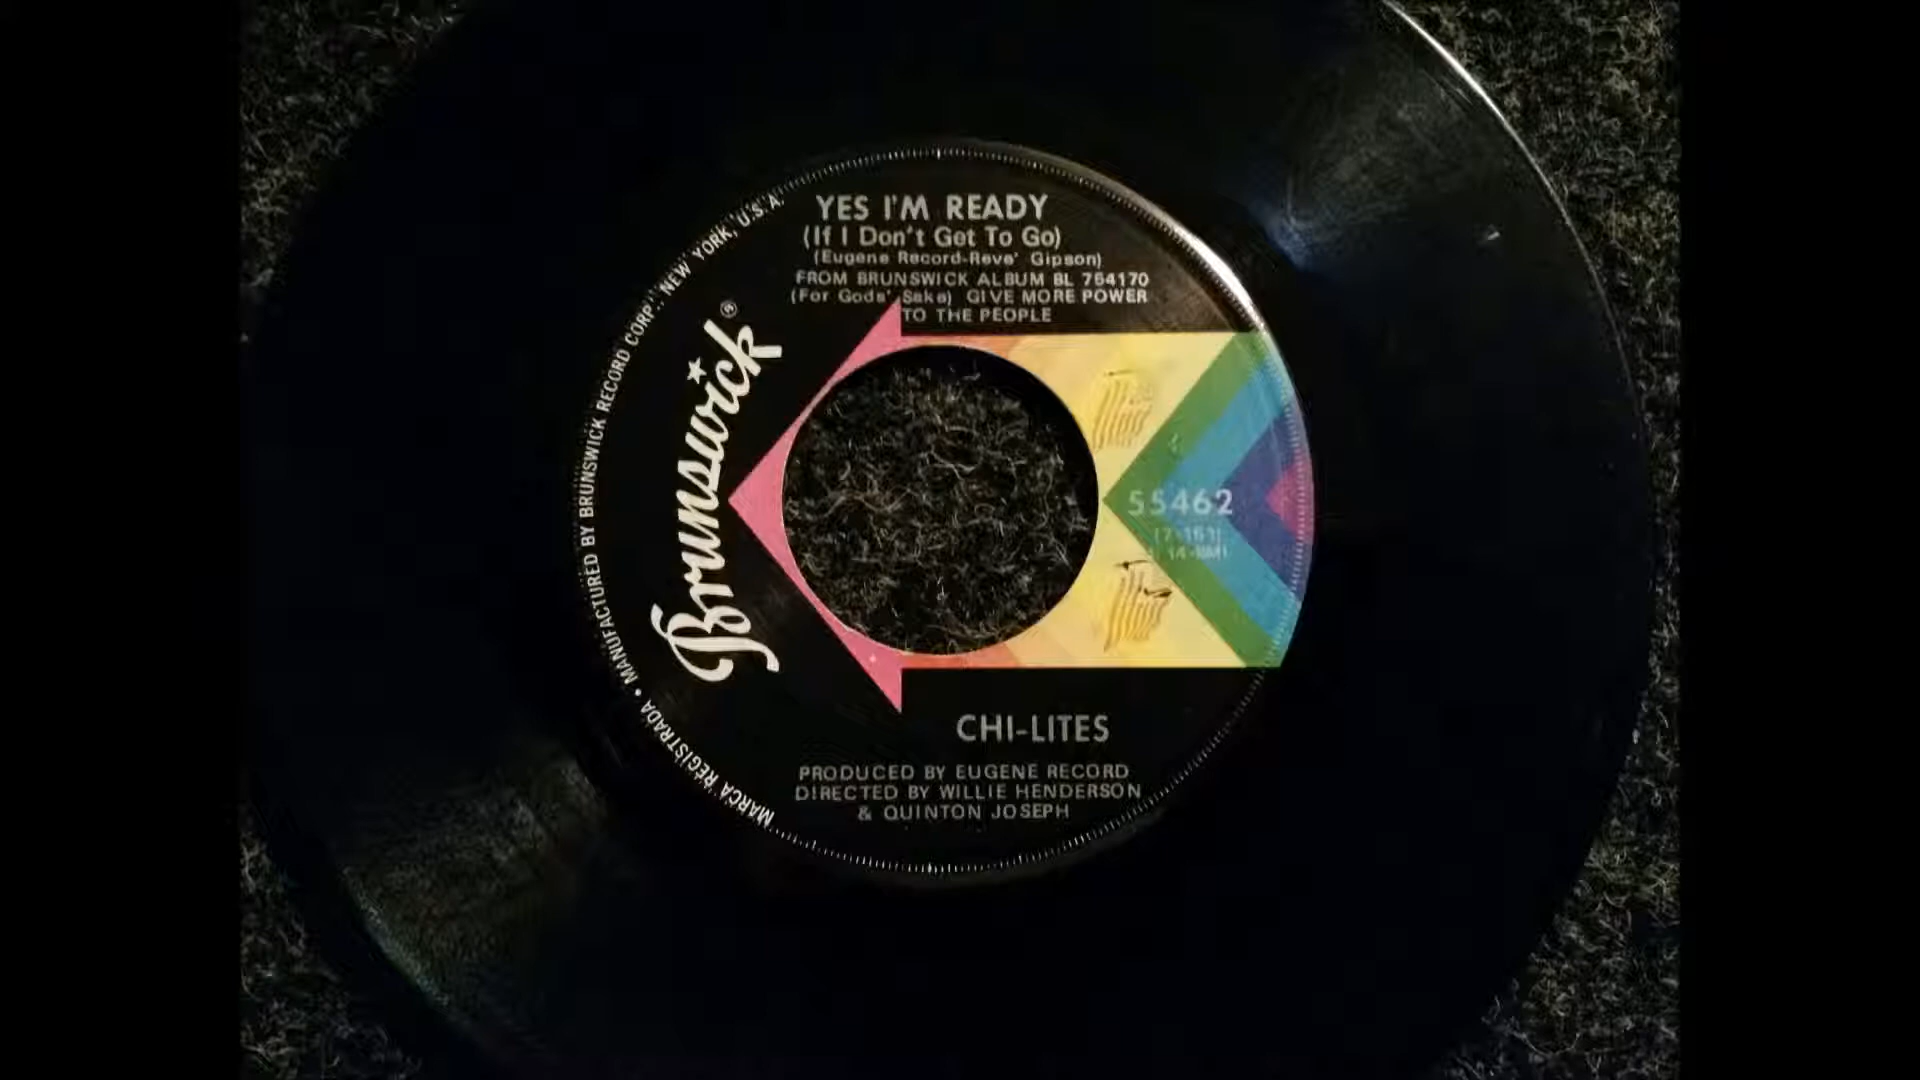 YES I'M READY
(If I Don't Get To Go)
(Eugene Record-Reve' Gipson)
FROM BRUNSWICK ALBUM BL 754170
(For Gods' Sake) GIVE MORE POWER
TO THE PEOPLE
Brunswick®
55462
CHI-LITES
PRODUCED BY EUGENE RECORD
DIRECTED BY WILLIE HENDERSON
& QUINTON JOSEPH
MARCA REGISTRADA • MANUFACTURED BY BRUNSWICK RECORD CORP., NEW YORK, U.S.A.